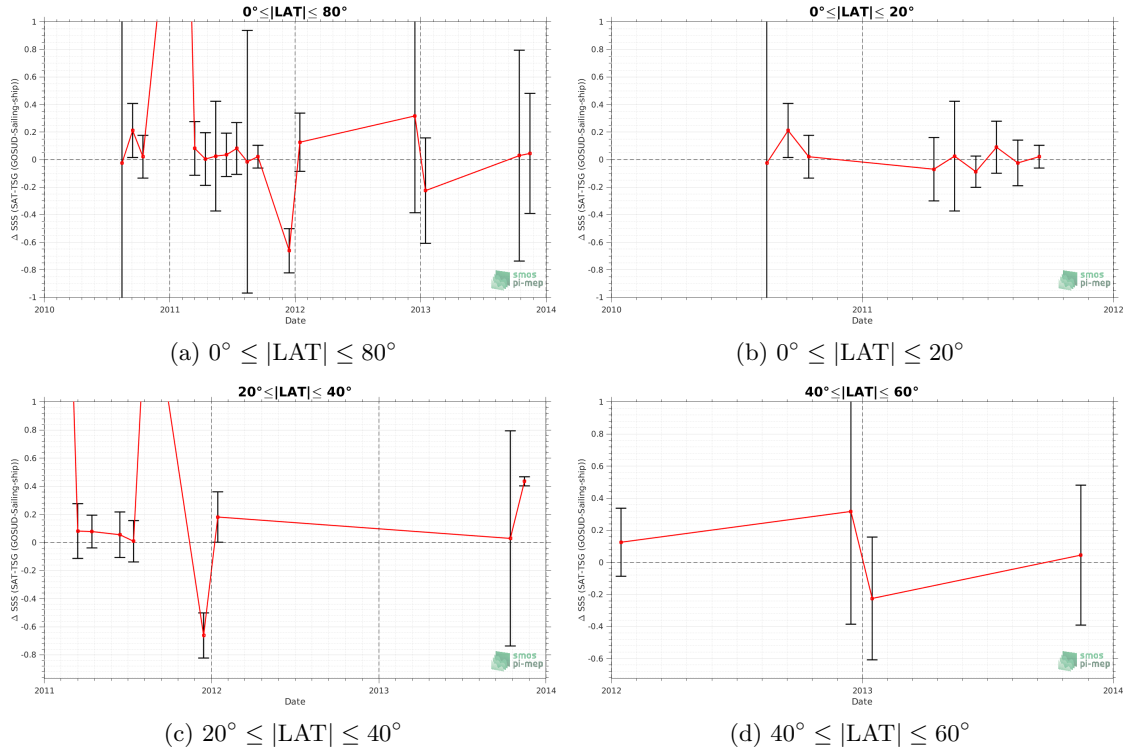 0°≤|LAT|≤ 80°
1
0.8
0.6
0.4
0.2
0
-0.2
-0.4
-0.6
-0.8
-1
Δ SSS (SAT-TSG (GOSUD-Sailing-ship))
2010
2011
2012
2013
2014
Date
smos
pi-mep
(a) 0° ≤ |LAT| ≤ 80°
0°≤|LAT|≤ 20°
1
0.8
0.6
0.4
0.2
0
-0.2
-0.4
-0.6
-0.8
-1
Δ SSS (SAT-TSG (GOSUD-Sailing-ship))
2010
2011
2012
Date
smos
pi-mep
(b) 0° ≤ |LAT| ≤ 20°
20°≤|LAT|≤ 40°
1
0.8
0.6
0.4
0.2
0
-0.2
-0.4
-0.6
-0.8
Δ SSS (SAT-TSG (GOSUD-Sailing-ship))
2011
2012
2013
2014
Date
smos
pi-mep
(c) 20° ≤ |LAT| ≤ 40°
40°≤|LAT|≤ 60°
1
0.8
0.6
0.4
0.2
0
-0.2
-0.4
-0.6
Δ SSS (SAT-TSG (GOSUD-Sailing-ship))
2012
2013
2014
Date
smos
pi-mep
(d) 40° ≤ |LAT| ≤ 60°